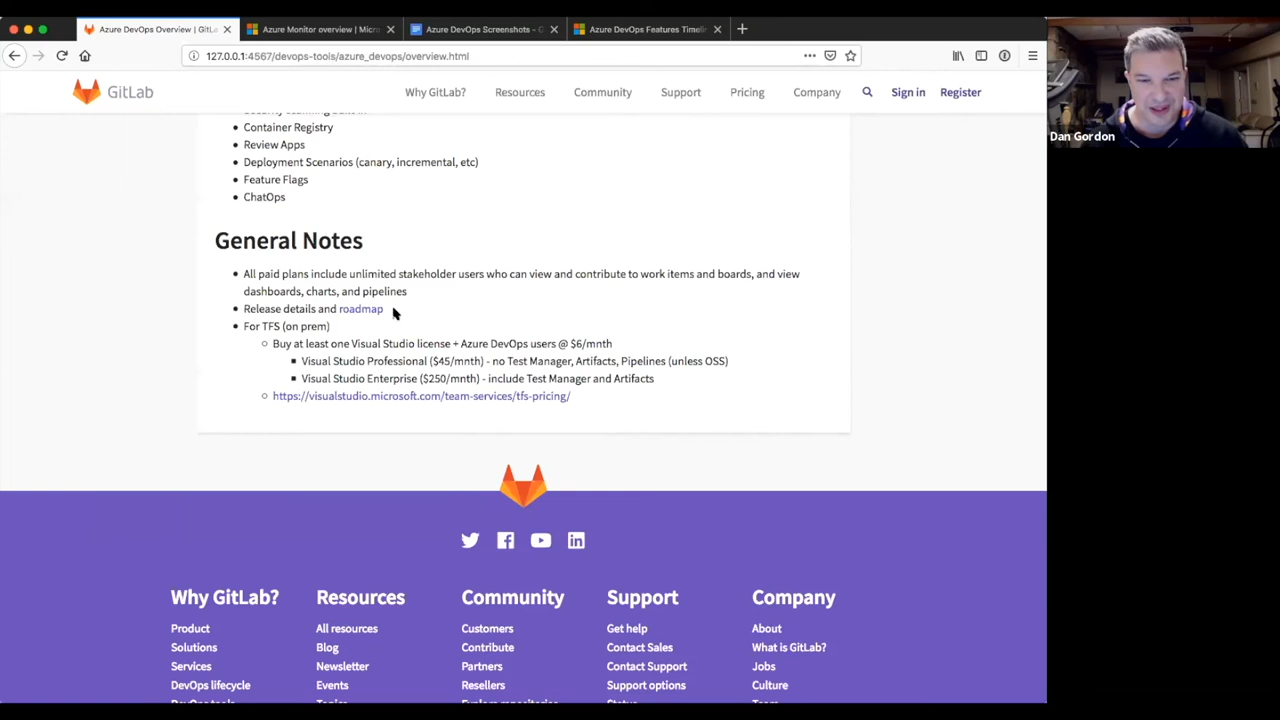 Azure DevOps Overview | GitLa
Azure Monitor overview | Micr
Azure DevOps Screenshots - G
Azure DevOps Features Timelin
127.0.0.1:4567/devops-tools/azure_devops/overview.html
GitLab
Why GitLab?
Resources
Community
Support
Pricing
Company
Sign in
Register
Dan Gordon
Container Registry
Review Apps
Deployment Scenarios (canary, incremental, etc)
Feature Flags
ChatOps
General Notes
All paid plans include unlimited stakeholder users who can view and contribute to work items and boards, and view
dashboards, charts, and pipelines
Release details and roadmap
For TFS (on prem)
Buy at least one Visual Studio license + Azure DevOps users @ $6/mnth
Visual Studio Professional ($45/mnth) - no Test Manager, Artifacts, Pipelines (unless OSS)
Visual Studio Enterprise ($250/mnth) - include Test Manager and Artifacts
https://visualstudio.microsoft.com/team-services/tfs-pricing/
Why GitLab?
Product
Solutions
Services
DevOps lifecycle
DevOps tools
Resources
All resources
Blog
Newsletter
Events
Topics
Community
Customers
Contribute
Partners
Resellers
Explore repositories
Support
Get help
Contact Sales
Contact Support
Support options
Status
Company
About
What is GitLab?
Jobs
Culture
Team